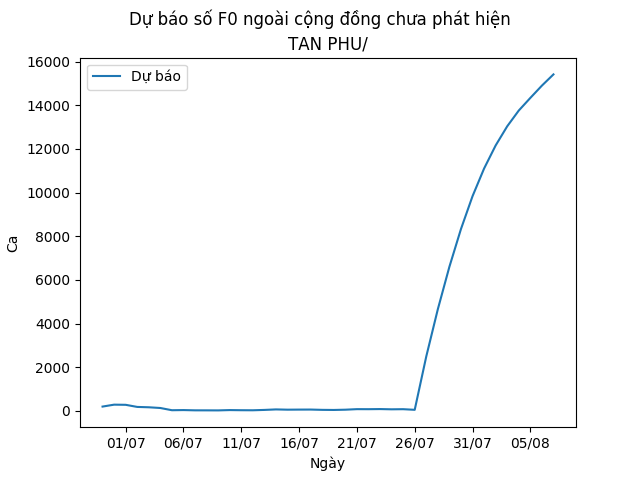 Dự báo số F0 ngoài cộng đồng chưa phát hiện
TAN PHU/
Dự báo
Ca
16000
14000
12000
10000
8000
6000
4000
2000
0
01/07 06/07 11/07 16/07 21/07 26/07 31/07 05/08
Ngày